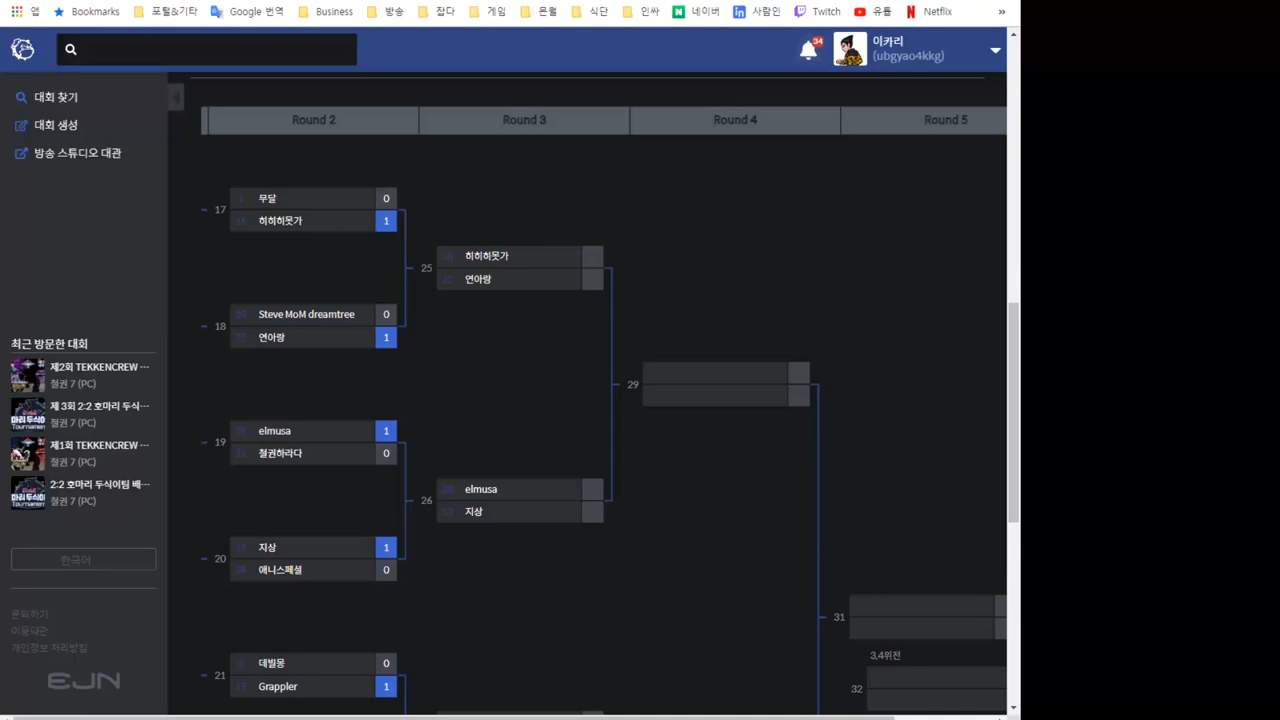 앱 Bookmarks 포털&기타 Google 번역 Business 방송 잡다 게임 몬월 식단 인싸 네이버 사람인 Twitch 유튭 Netflix »
34
이카리
(ubgyao4kkg)
대회 찾기
대회 생성
방송 스튜디오 대관
Round 2 Round 3 Round 4 Round 5
17
무달 0
히히히못가 1
25
히히히못가
연아랑
18
Steve MoM dreamtree 0
연아랑 1
29
19
elmusa 1
철권하라다 0
26
elmusa
지상
20
지상 1
애니스페셜 0
31
3,4위전
32
21
데빌몽 0
Grappler 1
최근 방문한 대회
제2회 TEKKENCREW ···
철권 7 (PC)
제 3회 2:2 호마리 두식···
철권 7 (PC)
제1회 TEKKENCREW ···
철권 7 (PC)
2:2 호마리 두식이팀 배···
철권 7 (PC)
한국어
문의하기
이용약관
개인정보 처리방침
EJN